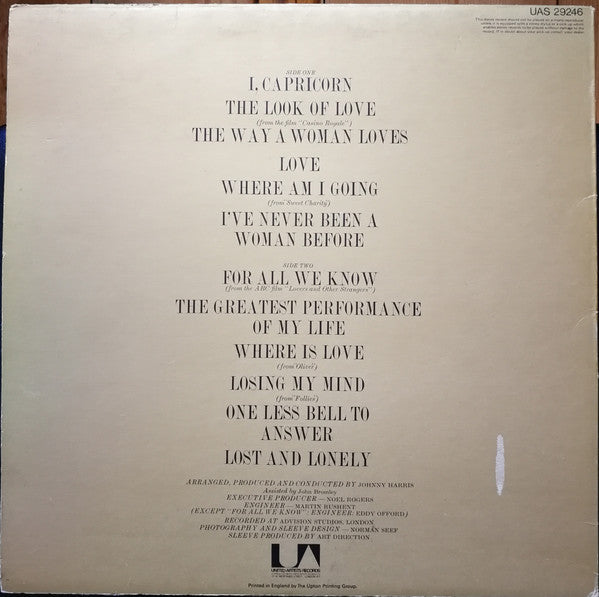 UAS 29246
SIDE ONE
I, CAPRICORN
THE LOOK OF LOVE
(from the film "Casino Royale")
THE WAY A WOMAN LOVES
LOVE
WHERE AM I GOING
(from 'Sweet Charity')
I'VE NEVER BEEN A
WOMAN BEFORE
SIDE TWO
FOR ALL WE KNOW
(from the ABC film "Lovers and Other Strangers")
THE GREATEST PERFORMANCE
OF MY LIFE
WHERE IS LOVE
(from 'Oliver')
LOSING MY MIND
(from 'Follies')
ONE LESS BELL TO
ANSWER
LOST AND LONELY
ARRANGED, PRODUCED AND CONDUCTED BY JOHNNY HARRIS
Assisted by John Bromley
EXECUTIVE PRODUCER — NOEL ROGERS
ENGINEER — MARTIN RUSHENT
(EXCEPT "FOR ALL WE KNOW": ENGINEER: EDDY OFFORD)
RECORDED AT ADVISION STUDIOS, LONDON
PHOTOGRAPHY AND SLEEVE DESIGN — NORMAN SEEF
SLEEVE PRODUCED BY ART DIRECTION
UA
UNITED ARTISTS RECORDS
Printed in England by The Upton Printing Group.